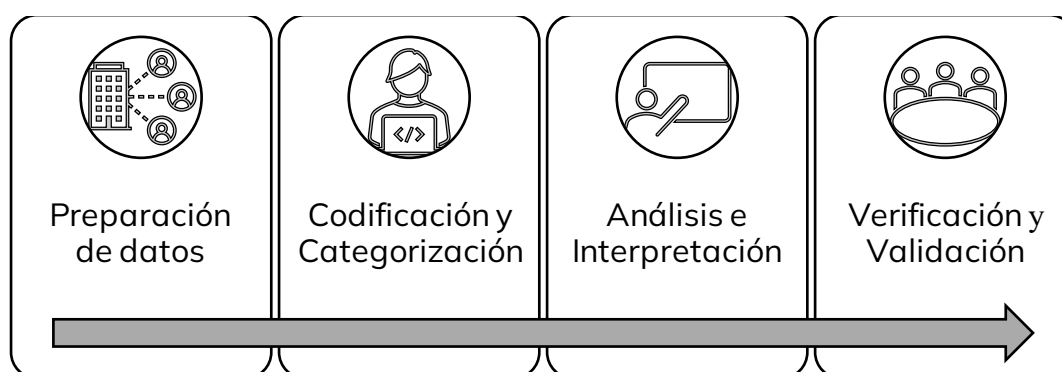 Preparación
de datos
Codificación y
Categorización
Análisis e
Interpretación
Verificación y
Validación